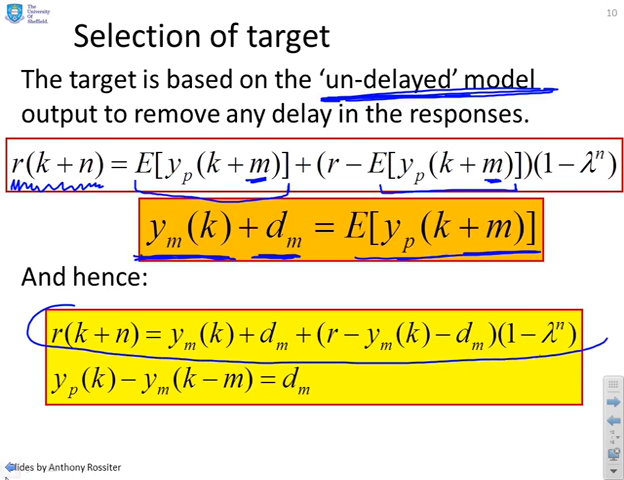 The
University
Of
Sheffield.
10
Selection of target
The target is based on the ‘un-delayed’ model
output to remove any delay in the responses.
r(k + n) = E[y_p(k + m)] + (r − E[y_p(k + m)])(1 − λ^n)
y_m(k) + d_m = E[y_p(k + m)]
And hence:
r(k + n) = y_m(k) + d_m + (r − y_m(k) − d_m)(1 − λ^n)
y_p(k) − y_m(k − m) = d_m
Slides by Anthony Rossiter